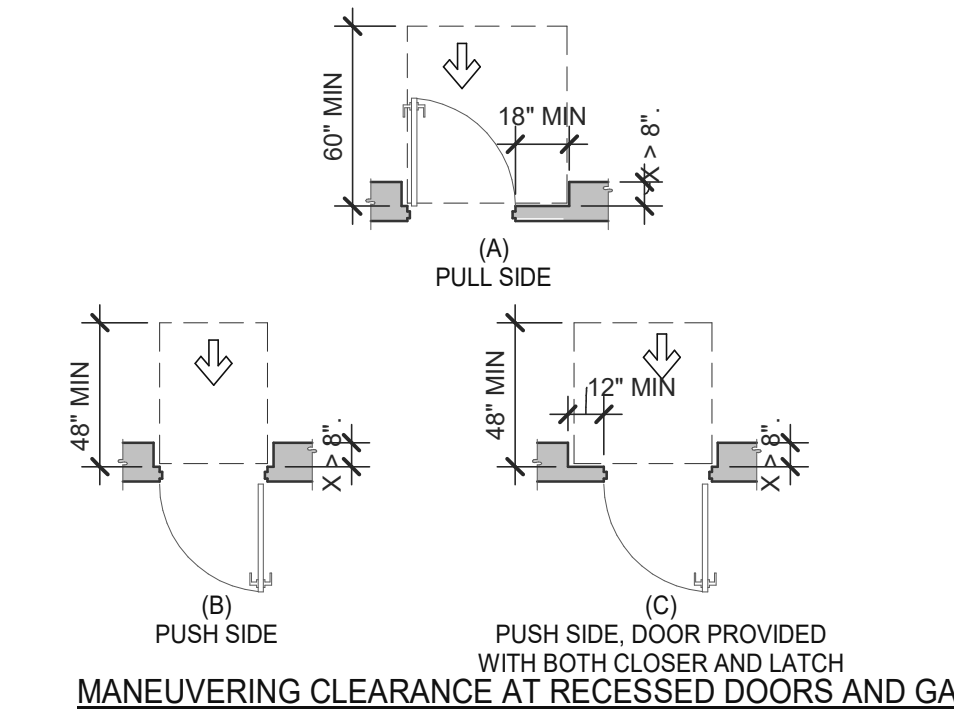 60" MIN
18" MIN
X > 8".
(A)
PULL SIDE
48" MIN
X > 8".
(B)
PUSH SIDE
48" MIN
12" MIN
X > 8".
(C)
PUSH SIDE, DOOR PROVIDED
WITH BOTH CLOSER AND LATCH
MANEUVERING CLEARANCE AT RECESSED DOORS AND GA